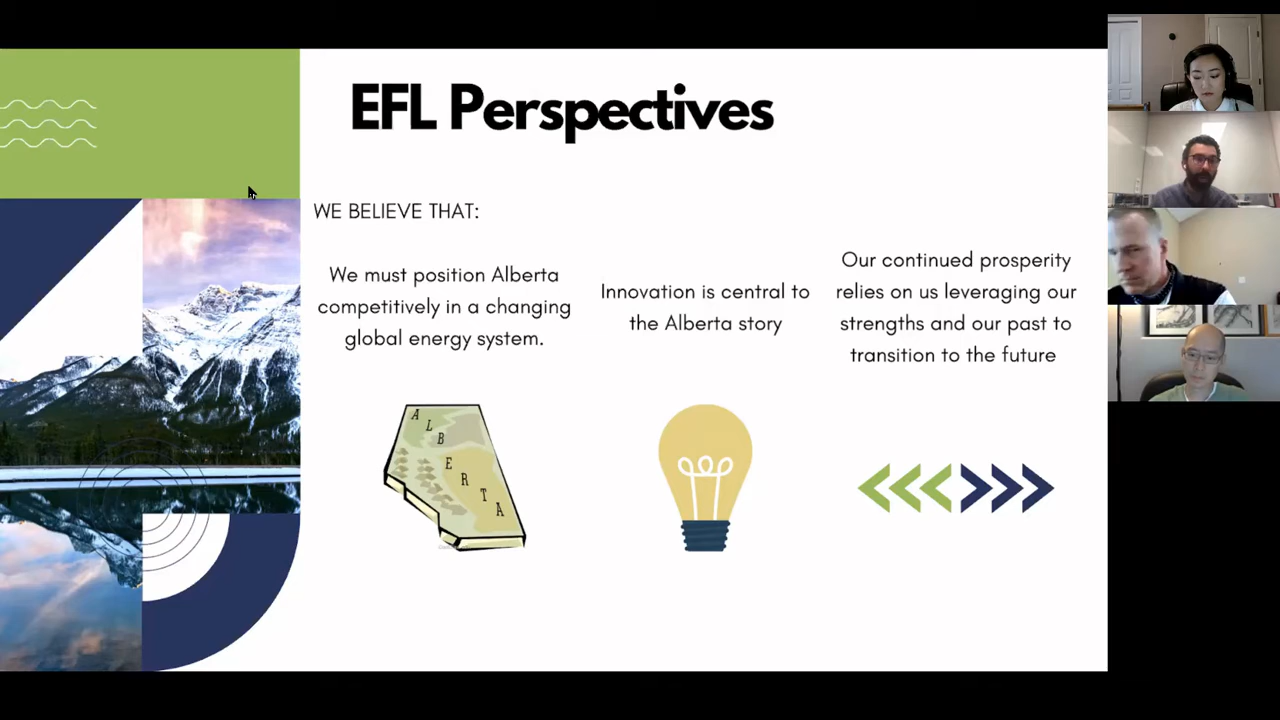 EFL Perspectives
WE BELIEVE THAT:
We must position Alberta
competitively in a changing
global energy system.
Innovation is central to
the Alberta story
Our continued prosperity
relies on us leveraging our
strengths and our past to
transition to the future
ALBERTA